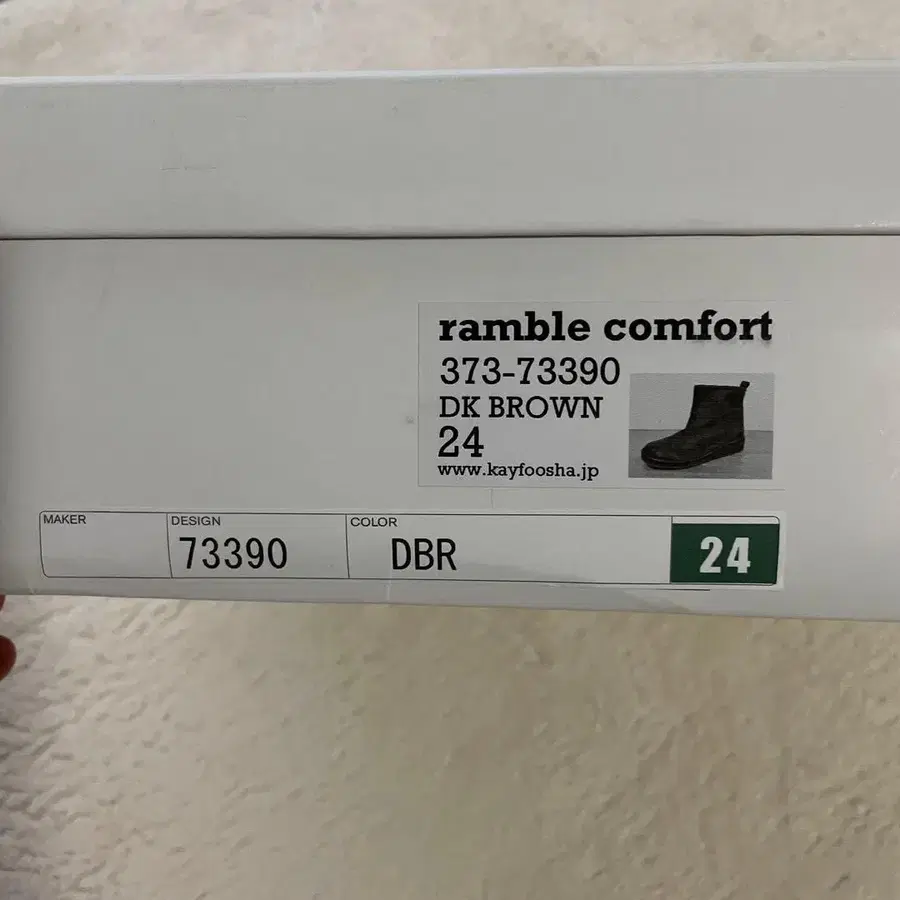 ramble comfort
373-73390
DK BROWN
24
www.kayfoosha.jp
MAKER DESIGN COLOR
73390 DBR 24